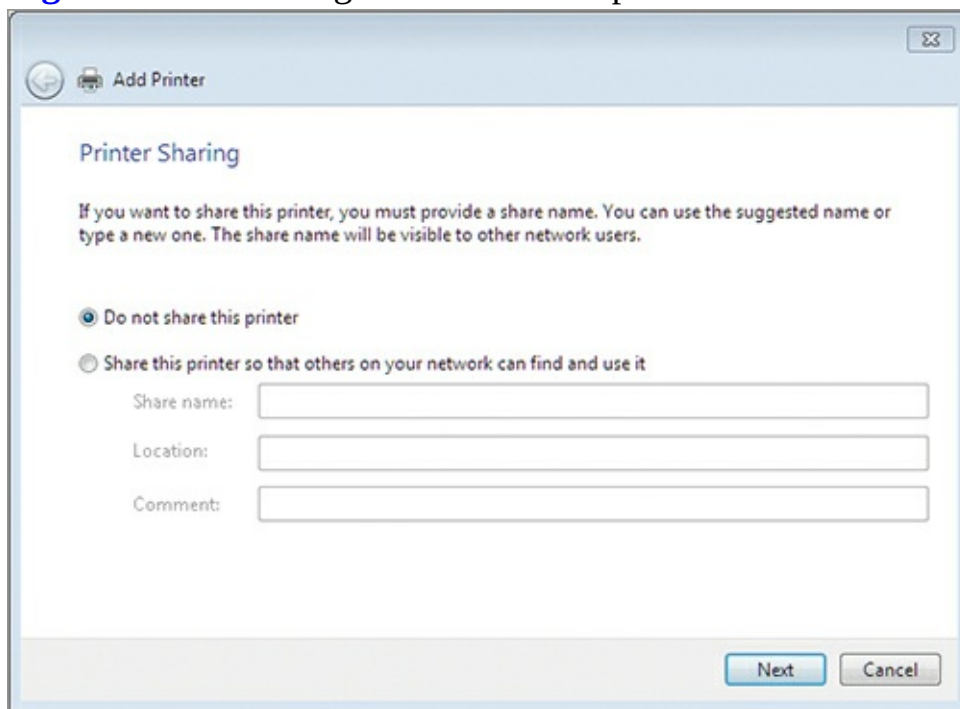 Add Printer
Printer Sharing
If you want to share this printer, you must provide a share name. You can use the suggested name or
type a new one. The share name will be visible to other network users.
Do not share this printer
Share this printer so that others on your network can find and use it
Share name:
Location:
Comment:
Next Cancel